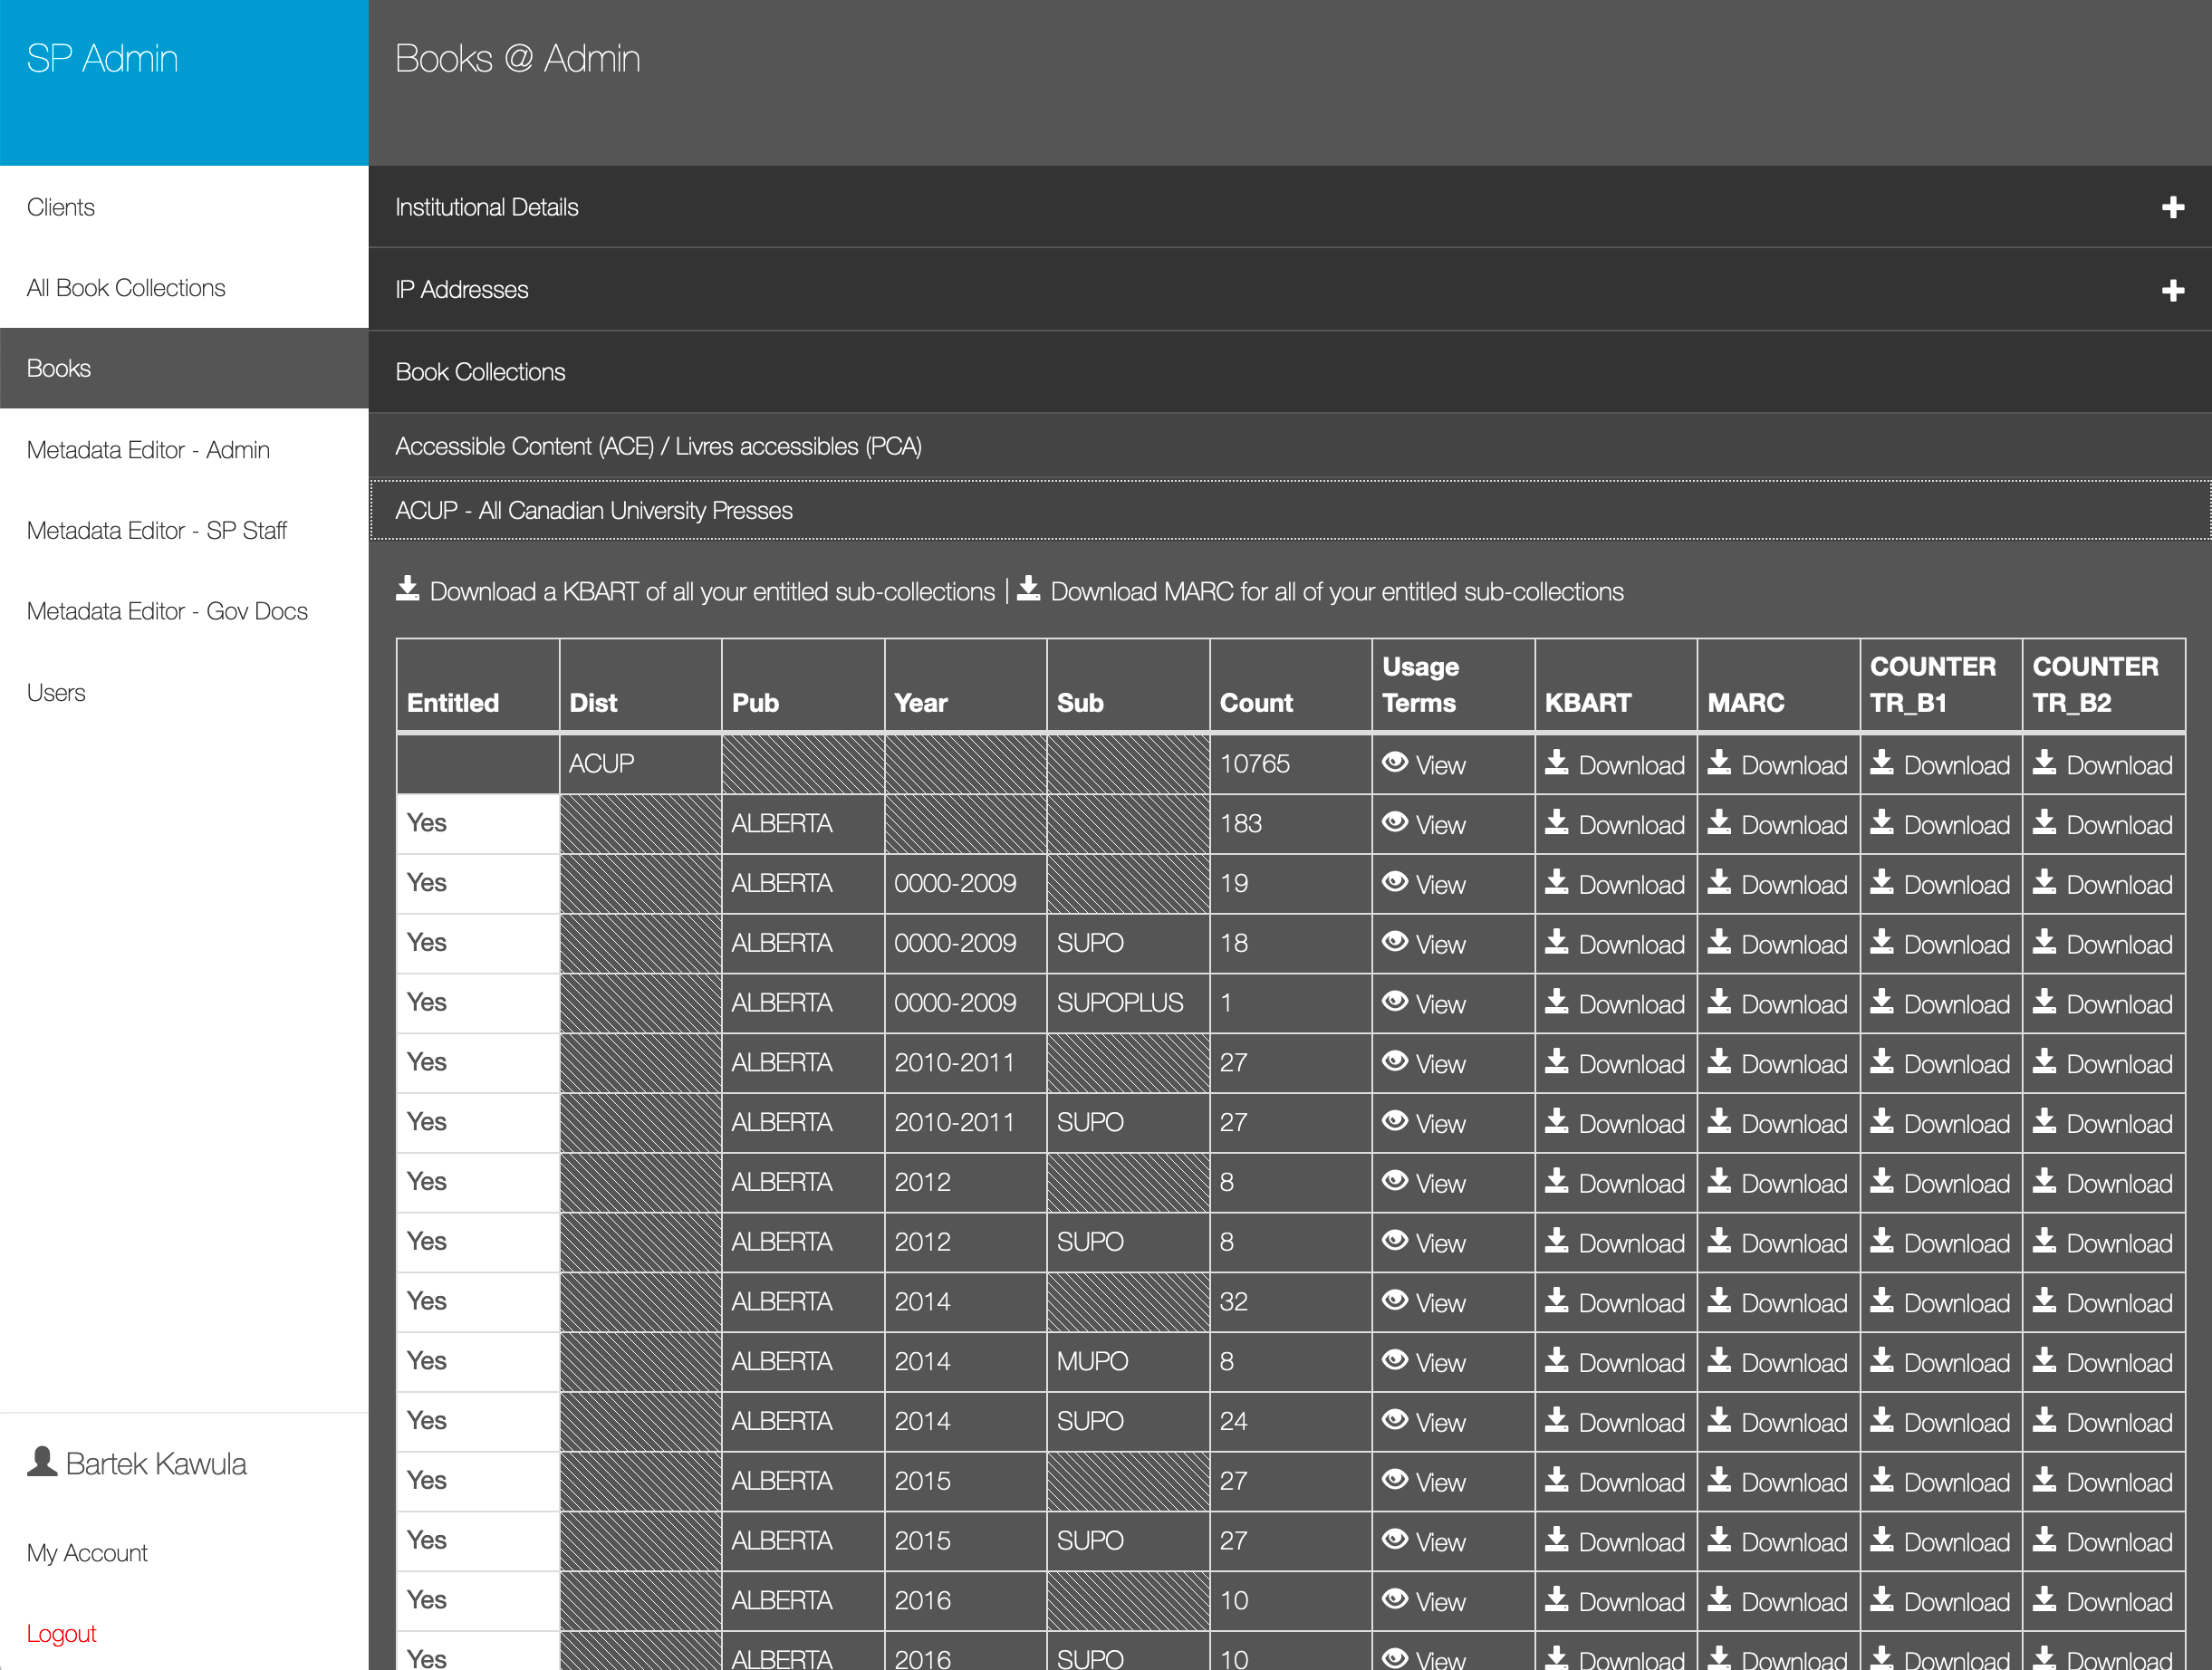 SP Admin
Books @ Admin
Clients
All Book Collections
Books
Metadata Editor - Admin
Metadata Editor - SP Staff
Metadata Editor - Gov Docs
Users
Bartek Kawula
My Account
Logout
Institutional Details
IP Addresses
Book Collections
Accessible Content (ACE) / Livres accessibles (PCA)
ACUP - All Canadian University Presses
Download a KBART of all your entitled sub-collections | Download MARC for all of your entitled sub-collections
Entitled Dist Pub Year Sub Count Usage Terms KBART MARC COUNTER TR_B1 COUNTER TR_B2
ACUP 10765 View Download Download Download Download
Yes ALBERTA 183 View Download Download Download Download
Yes ALBERTA 0000-2009 19 View Download Download Download Download
Yes ALBERTA 0000-2009 SUPO 18 View Download Download Download Download
Yes ALBERTA 0000-2009 SUPOPLUS 1 View Download Download Download Download
Yes ALBERTA 2010-2011 27 View Download Download Download Download
Yes ALBERTA 2010-2011 SUPO 27 View Download Download Download Download
Yes ALBERTA 2012 8 View Download Download Download Download
Yes ALBERTA 2012 SUPO 8 View Download Download Download Download
Yes ALBERTA 2014 32 View Download Download Download Download
Yes ALBERTA 2014 MUPO 8 View Download Download Download Download
Yes ALBERTA 2014 SUPO 24 View Download Download Download Download
Yes ALBERTA 2015 27 View Download Download Download Download
Yes ALBERTA 2015 SUPO 27 View Download Download Download Download
Yes ALBERTA 2016 10 View Download Download Download Download
Yes ALBERTA 2016 SUPO 10 View Download Download Download Download